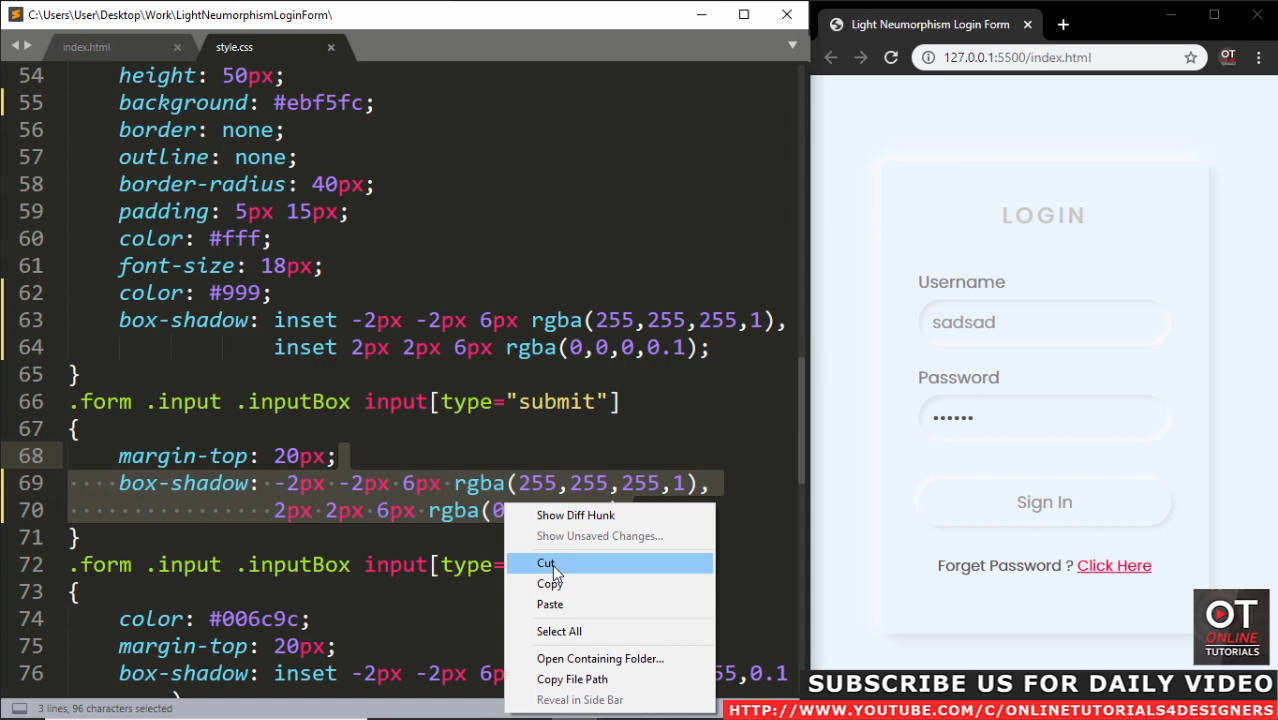 C:\Users\User\Desktop\Work\LightNeumorphismLoginForm\
index.html
style.css
54 height: 50px;
55 background: #ebf5fc;
56 border: none;
57 outline: none;
58 border-radius: 40px;
59 padding: 5px 15px;
60 color: #fff;
61 font-size: 18px;
62 color: #999;
63 box-shadow: inset -2px -2px 6px rgba(255,255,255,1),
64 inset 2px 2px 6px rgba(0,0,0,0.1);
65 }
66 .form .input .inputBox input[type="submit"]
67 {
68 margin-top: 20px;
69 box-shadow: -2px -2px 6px rgba(255,255,255,1),
70 2px 2px 6px rgba(0
71 }
72 .form .input .inputBox input[type=
73 {
74 color: #006c9c;
75 margin-top: 20px;
76 box-shadow: inset
,0.1
)
Show Diff Hunk
Show Unsaved Changes...
Cut
Copy
Paste
Select All
Open Containing Folder...
Copy File Path
Reveal in Side Bar
3 lines, 96 characters selected
Light Neumorphism Login Form
127.0.0.1:5500/index.html
OT
LOGIN
Username
sadsad
Password
••••••
Sign In
Forget Password ? Click Here
OT
ONLINE
TUTORIALS
SUBSCRIBE US FOR DAILY VIDEO
HTTP://WWW.YOUTUBE.COM/C/ONLINETUTORIALS4DESIGNERS